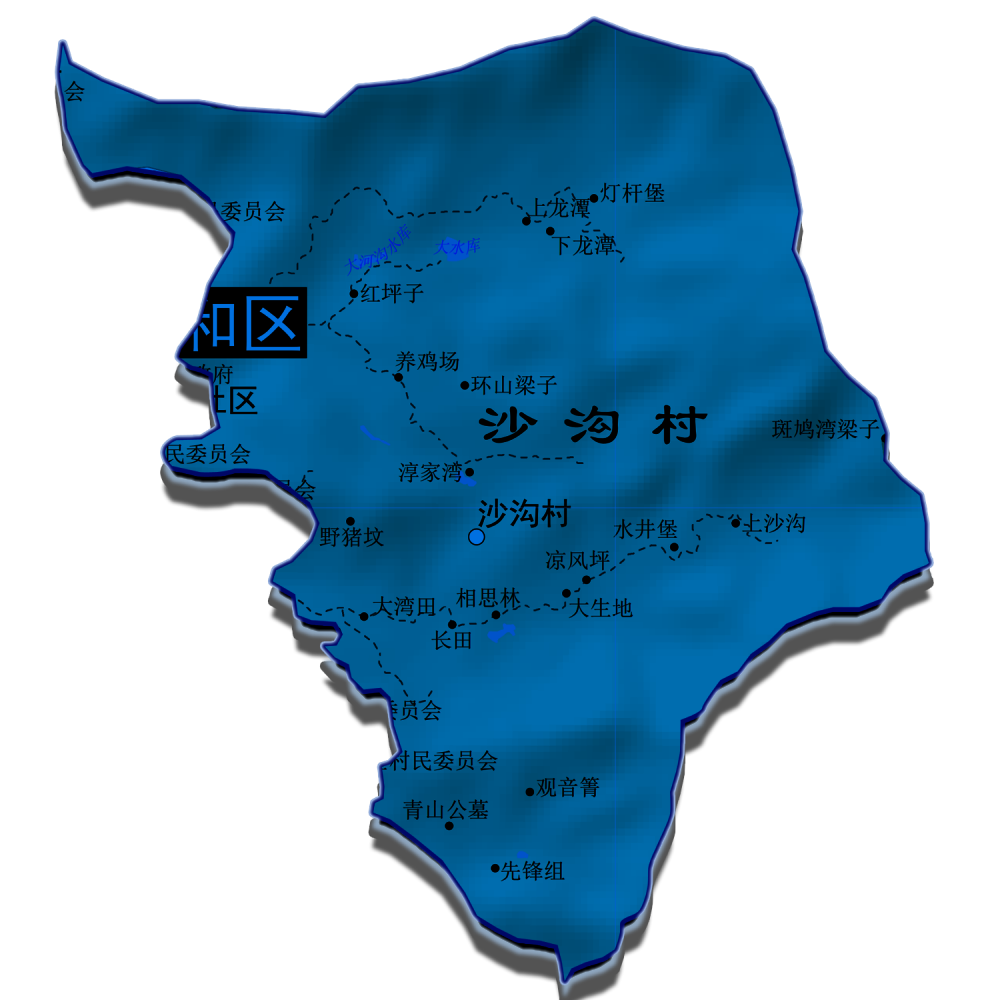 会
灯杆堡
上龙潭
委员会
下龙潭
大河沟水库
大水库
红坪子
和区
养鸡场
政府
环山梁子
社区
沙沟村
斑鸠湾梁子
民委员会
淳家湾
员会
沙沟村
上沙沟
水井堡
野猪坟
凉风坪
相思林
大湾田
大生地
长田
委员会
村民委员会
观音箐
青山公墓
先锋组